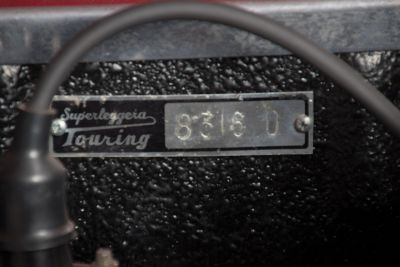 Superleggera
Touring
8316 D